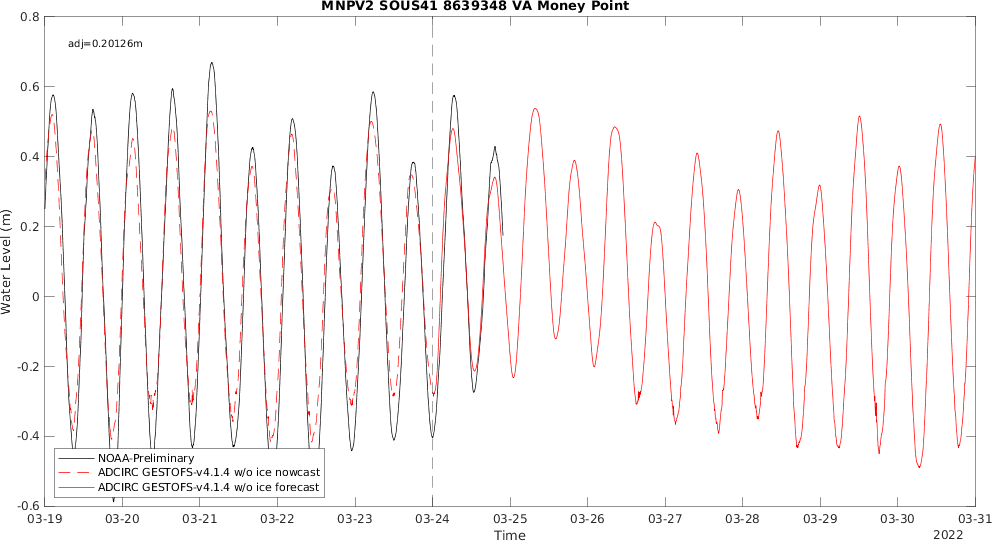 MNPV2 SOUS41 8639348 VA Money Point
adj=0.20126m
Water Level (m)
0.8
0.6
0.4
0.2
0
-0.2
-0.4
-0.6
NOAA-Preliminary
ADCIRC GESTOFS-v4.1.4 w/o ice nowcast
ADCIRC GESTOFS-v4.1.4 w/o ice forecast
03-19 03-20 03-21 03-22 03-23 03-24 03-25 03-26 03-27 03-28 03-29 03-30 03-31
Time
2022